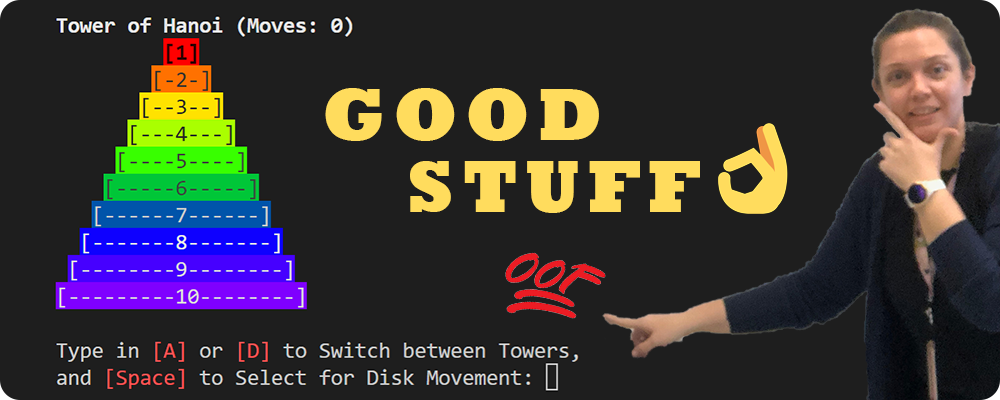 Tower of Hanoi (Moves: 0)
[1]
[-2-]
[--3--]
[---4---]
[----5----]
[-----6-----]
[------7------]
[-------8-------]
[--------9--------]
[---------10---------]
GOOD
STUFF
OOF
Type in [A] or [D] to Switch between Towers,
and [Space] to Select for Disk Movement: